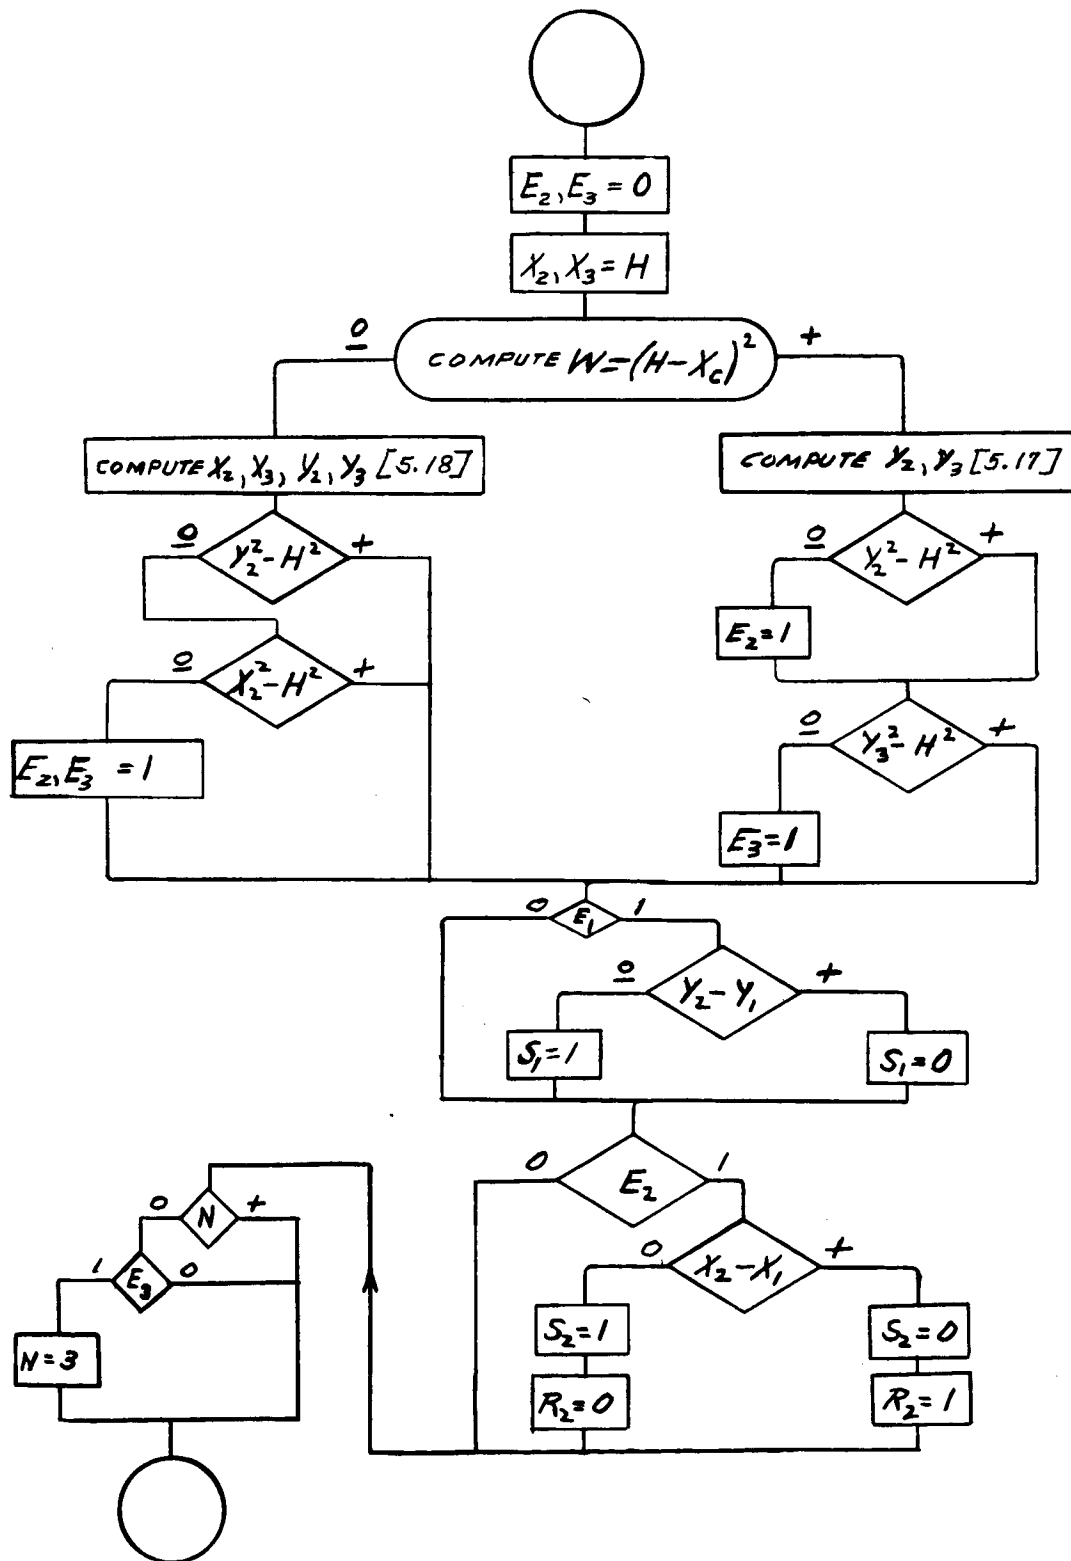 E₂, E₃ = 0
X₂, X₃ = H
0 COMPUTE W=(H-X_C)² +
COMPUTE X₂, X₃, Y₂, Y₃ [5.18]
COMPUTE Y₂, Y₃ [5.17]
0 Y₂²-H² +
0 Y₂²-H² +
E₂=1
0 X₂²-H² +
0 Y₃²-H² +
E₂, E₃ =1
E₃=1
0 E₁ 1
0 Y₂-Y₁ +
S₁=1
S₁=0
0 E₂ 1
0 N +
0 X₂-X₁ +
1 E₃ 0
S₂=1
S₂=0
N=3
R₂=0
R₂=1